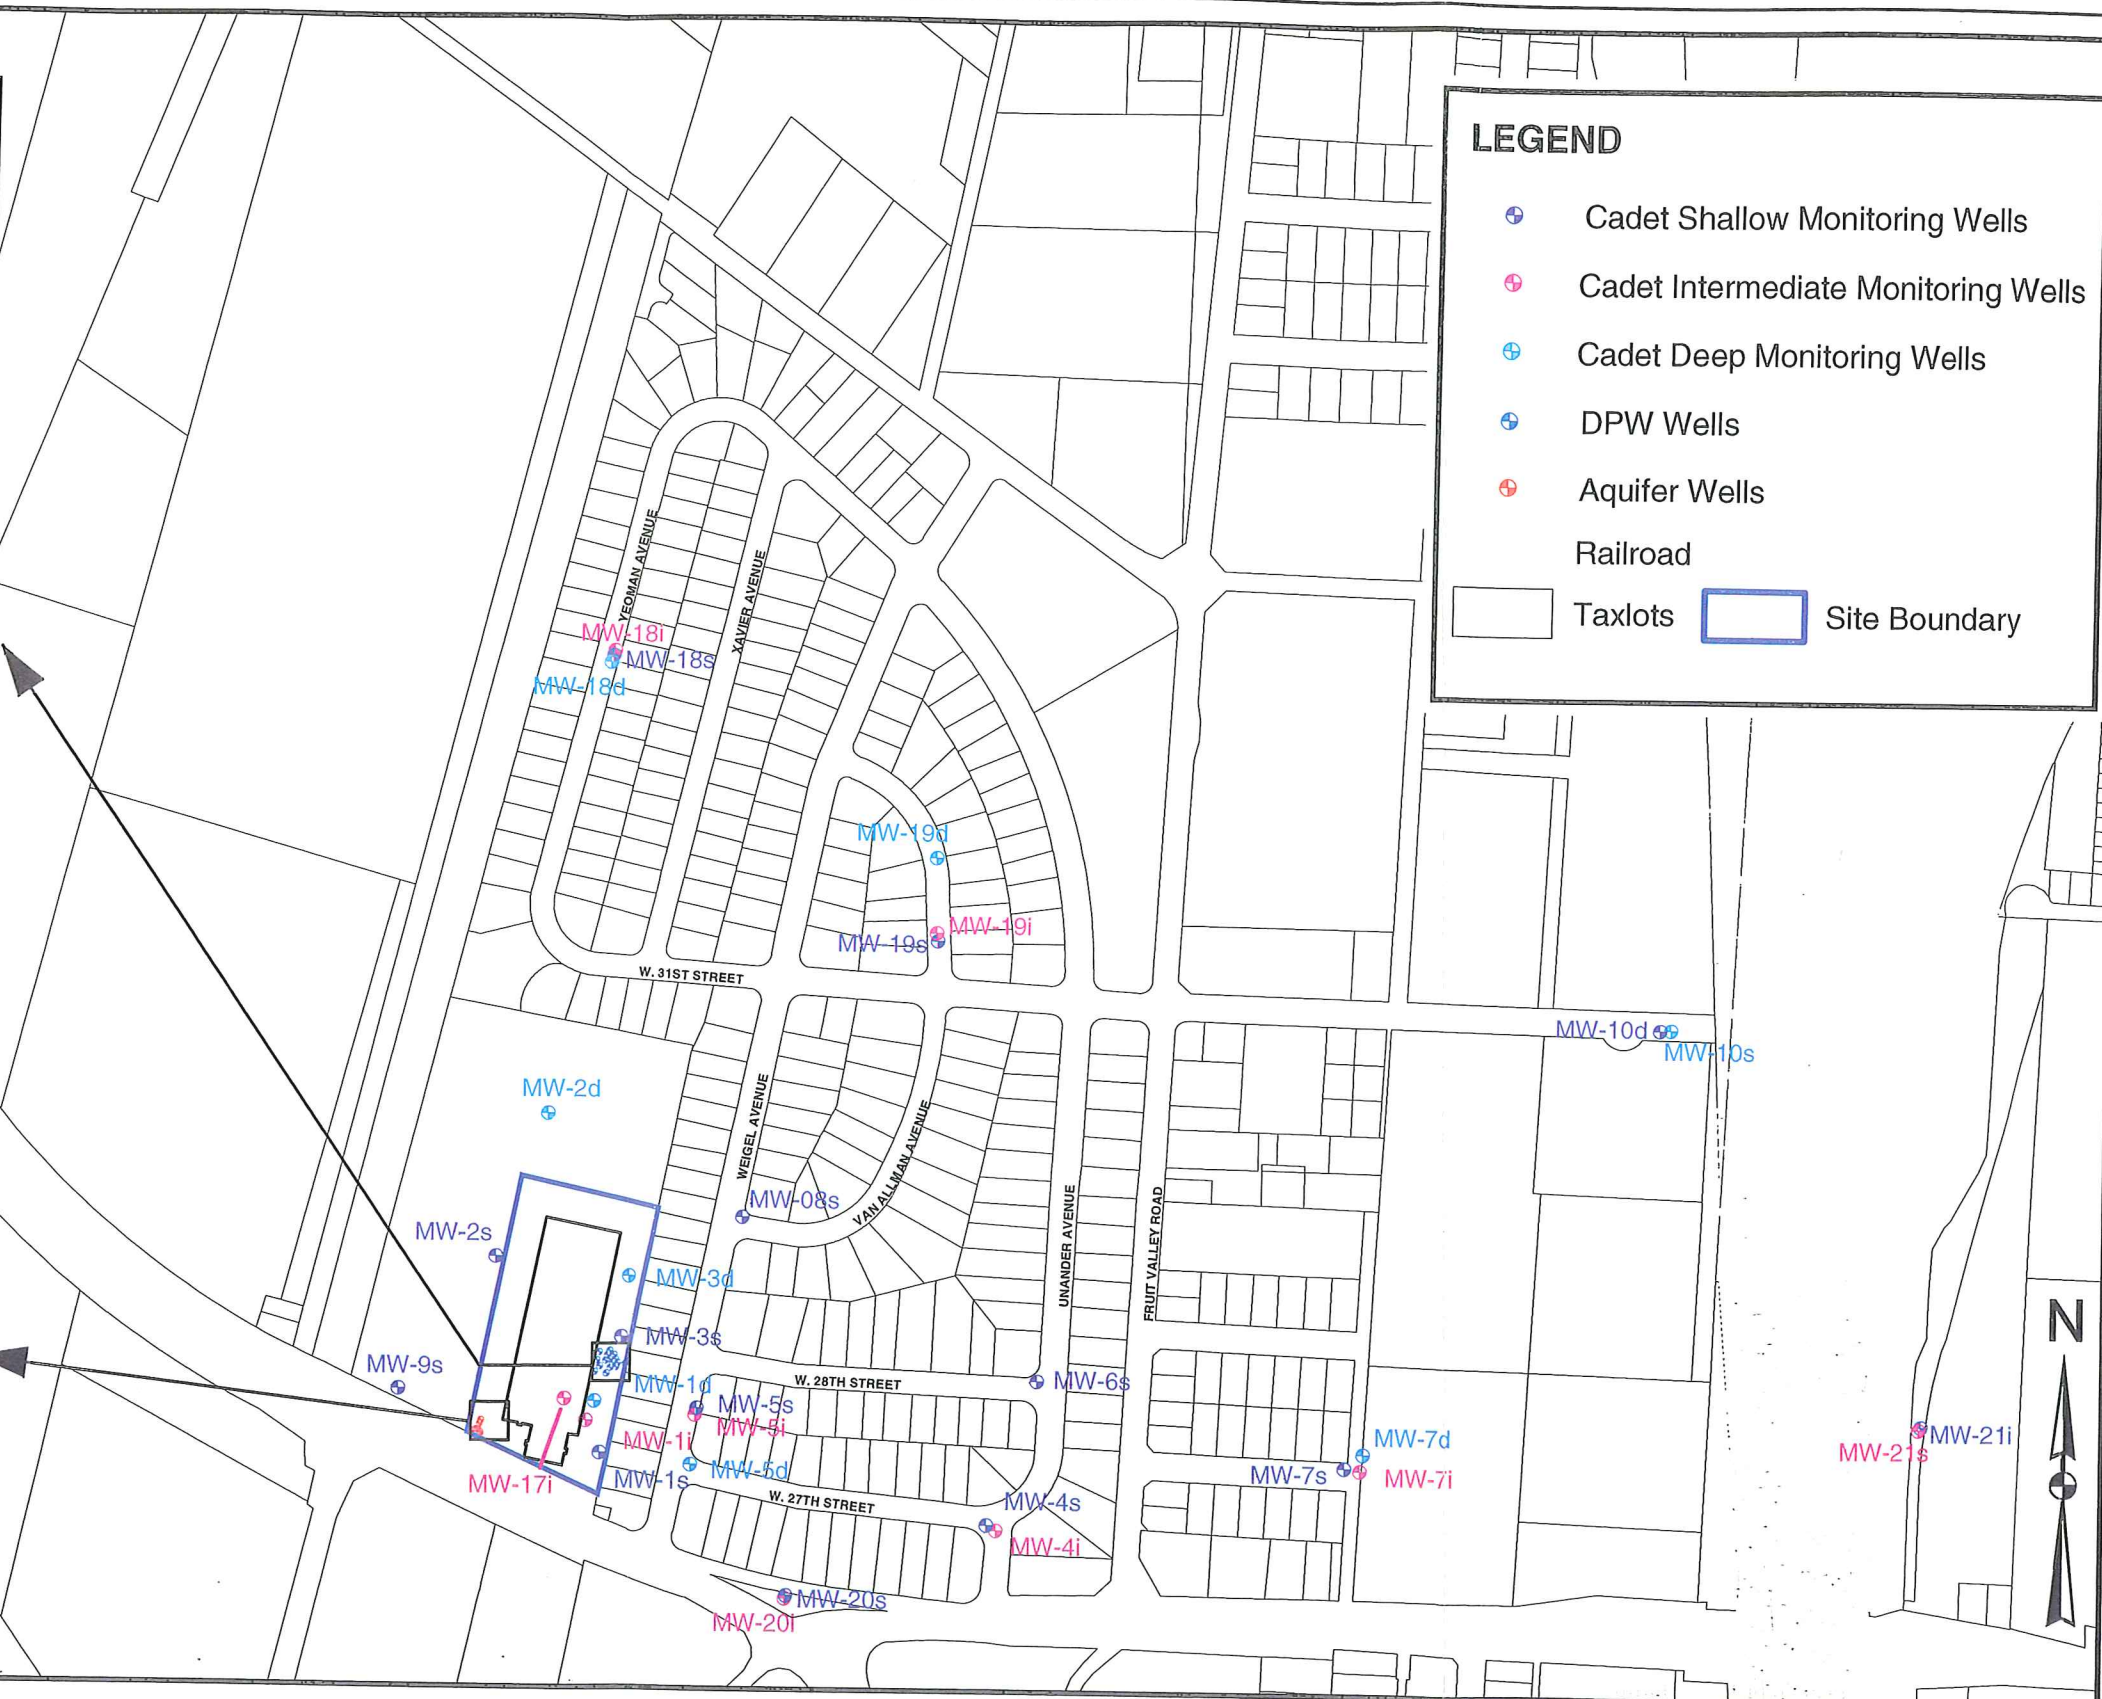 LEGEND
Cadet Shallow Monitoring Wells
Cadet Intermediate Monitoring Wells
Cadet Deep Monitoring Wells
DPW Wells
Aquifer Wells
Railroad
Taxlots
Site Boundary
YEOMAN AVENUE
XAVIER AVENUE
MW-18i
MW-18s
MW-18d
MW-19d
MW-19i
MW-19s
W. 31ST STREET
MW-10d
MW-10s
MW-2d
WEIGEL AVENUE
VAN ALLMAN AVENUE
MW-08s
UNANDER AVENUE
FRUIT VALLEY ROAD
MW-2s
MW-3d
MW-3s
MW-9s
MW-1d
W. 28TH STREET
MW-6s
MW-5s
MW-5i
MW-1i
MW-5d
MW-17i
MW-1s
W. 27TH STREET
MW-4s
MW-4i
MW-7d
MW-7s
MW-7i
MW-21i
MW-21s
MW-20s
MW-20i
N